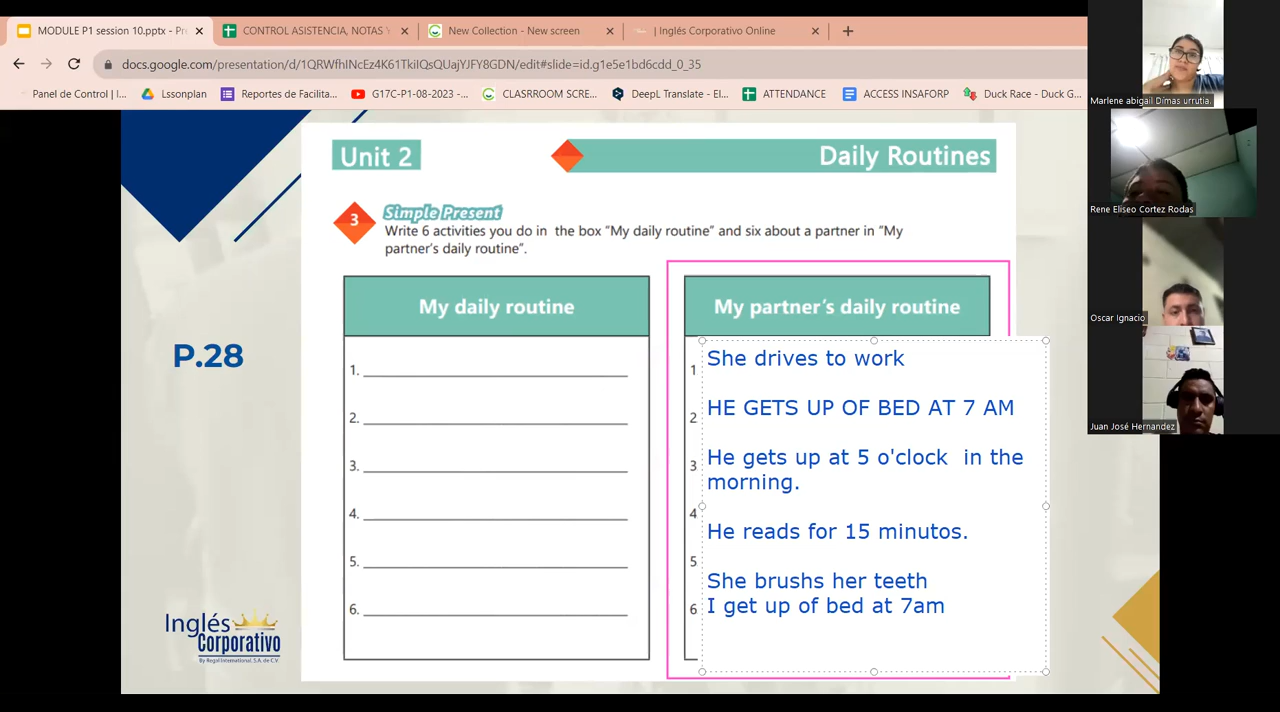 MODULE P1 session 10.pptx - Pr
CONTROL ASISTENCIA, NOTAS Y
New Collection - New screen
| Inglés Corporativo Online
docs.google.com/presentation/d/1QRWfhINcEz4K61TkiIQsQUajYJFY8GDN/edit#slide=id.g1e5e1bd6cdd_0_35
Panel de Control | I...
Lssonplan
Reportes de Facilita...
G17C-P1-08-2023 -...
CLASRROOM SCRE...
DeepL Translate - El...
ATTENDANCE
ACCESS INSAFORP
Duck Race - Duck G...
Marlene abigail Dimas urrutia.
Rene Eliseo Cortez Rodas
Oscar Ignacio
Juan José Hernandez
Unit 2
Daily Routines
3
Simple Present
Write 6 activities you do in the box "My daily routine" and six about a partner in "My
partner's daily routine".
P.28
My daily routine
1.
2.
3.
4.
5.
6.
My partner's daily routine
1 She drives to work
2 HE GETS UP OF BED AT 7 AM
3 He gets up at 5 o'clock in the
morning.
4
He reads for 15 minutos.
5
She brushs her teeth
6 I get up of bed at 7am
Inglés
Corporativo
By Regal International, S.A. de C.V.